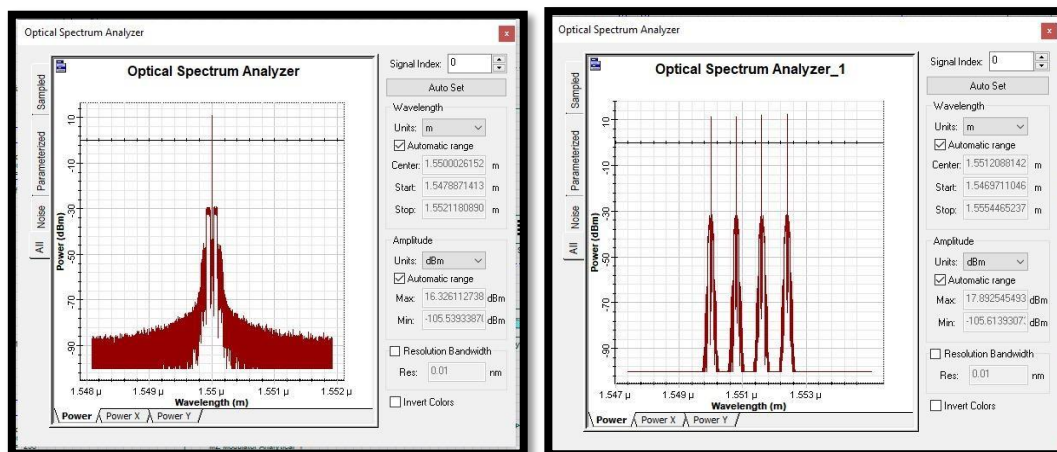 Optical Spectrum Analyzer
x
Optical Spectrum Analyzer
Signal Index: 0
Auto Set
Wavelength
Units: m
Automatic range
Center: 1.5500026152 m
Start: 1.5478871413 m
Stop: 1.5521180890 m
Amplitude
Units: dBm
Automatic range
Max: 16.326112738 dBm
Min: -105.53933870 dBm
Resolution Bandwidth
Res: 0.01 nm
Invert Colors
Sampled
Parameterized
Noise
All
Power (dBm)
10
-10
-30
-50
-70
-90
1.548 µ 1.549 µ 1.55 µ 1.551 µ 1.552 µ
Wavelength (m)
Power Power X Power Y
Optical Spectrum Analyzer
x
Optical Spectrum Analyzer_1
Signal Index: 0
Auto Set
Wavelength
Units: m
Automatic range
Center: 1.5512088142 m
Start: 1.5469711046 m
Stop: 1.5554465237 m
Amplitude
Units: dBm
Automatic range
Max: 17.892545493 dBm
Min: -105.61393073 dBm
Resolution Bandwidth
Res: 0.01 nm
Invert Colors
Sampled
Parameterized
Noise
All
Power (dBm)
10
-10
-30
-50
-70
-90
1.547 µ 1.549 µ 1.551 µ 1.553 µ
Wavelength (m)
Power Power X Power Y